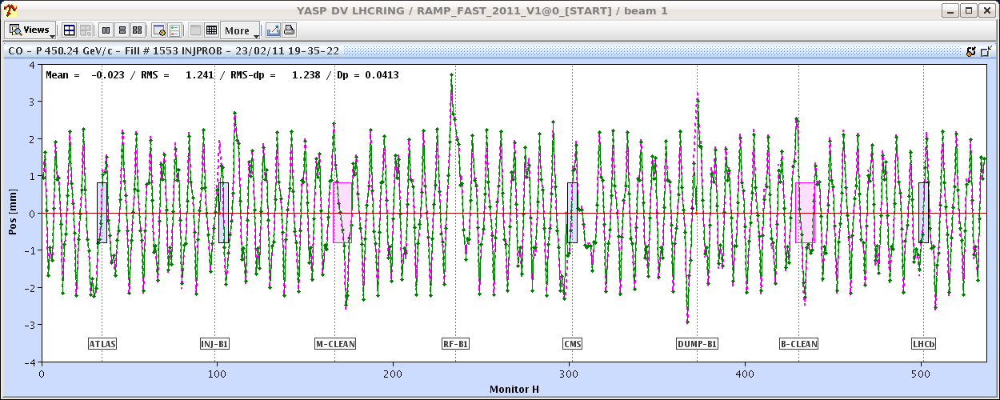 YASP DV LHCRING / RAMP_FAST_2011_V1@0_[START] / beam 1
Views More
CO - P 450.24 GeV/c - Fill # 1553 INJPROB - 23/02/11 19-35-22
Mean = -0.023 / RMS = 1.241 / RMS-dp = 1.238 / Dp = 0.0413
4
3
2
1
0
-1
-2
-3
-4
Pos [mm]
ATLAS INJ-B1 M-CLEAN RF-B1 CMS DUMP-B1 B-CLEAN LHCb
0 100 200 300 400 500
Monitor H